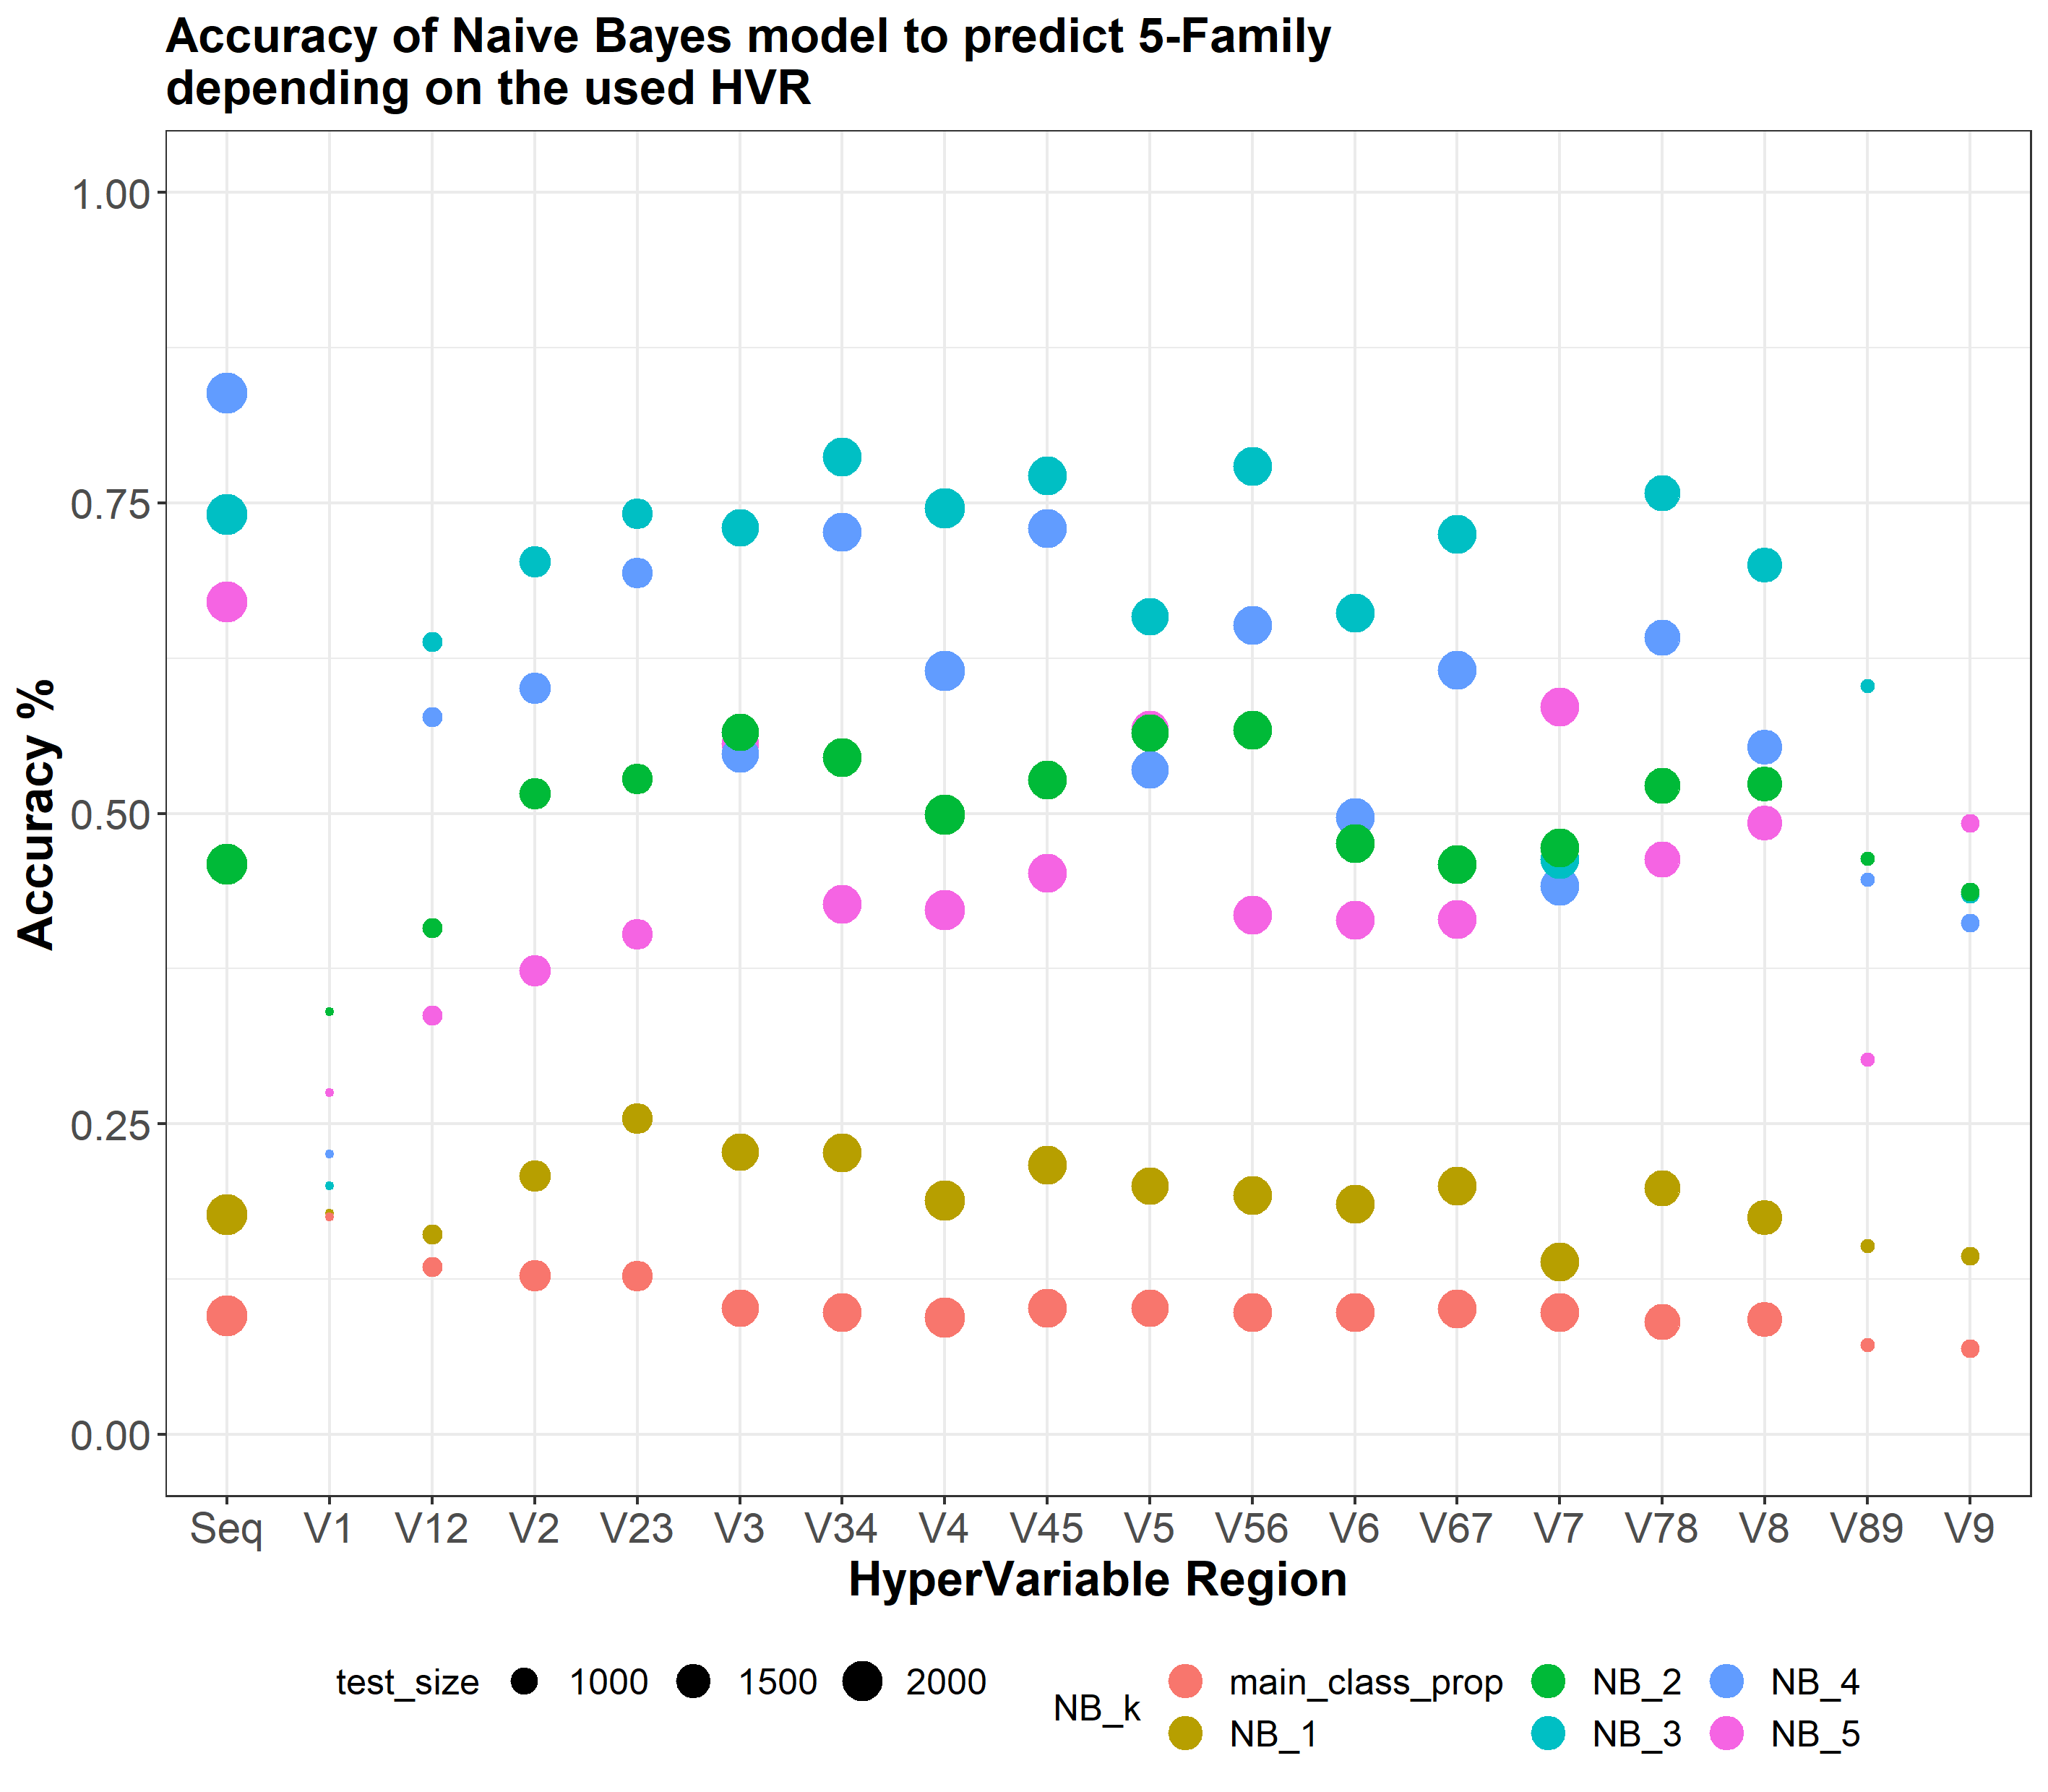 Accuracy of Naive Bayes model to predict 5-Family
depending on the used HVR
Accuracy %
1.00
0.75
0.50
0.25
0.00
Seq V1 V12 V2 V23 V3 V34 V4 V45 V5 V56 V6 V67 V7 V78 V8 V89 V9
HyperVariable Region
test_size 1000 1500 2000
NB_k
main_class_prop NB_2 NB_4
NB_1 NB_3 NB_5